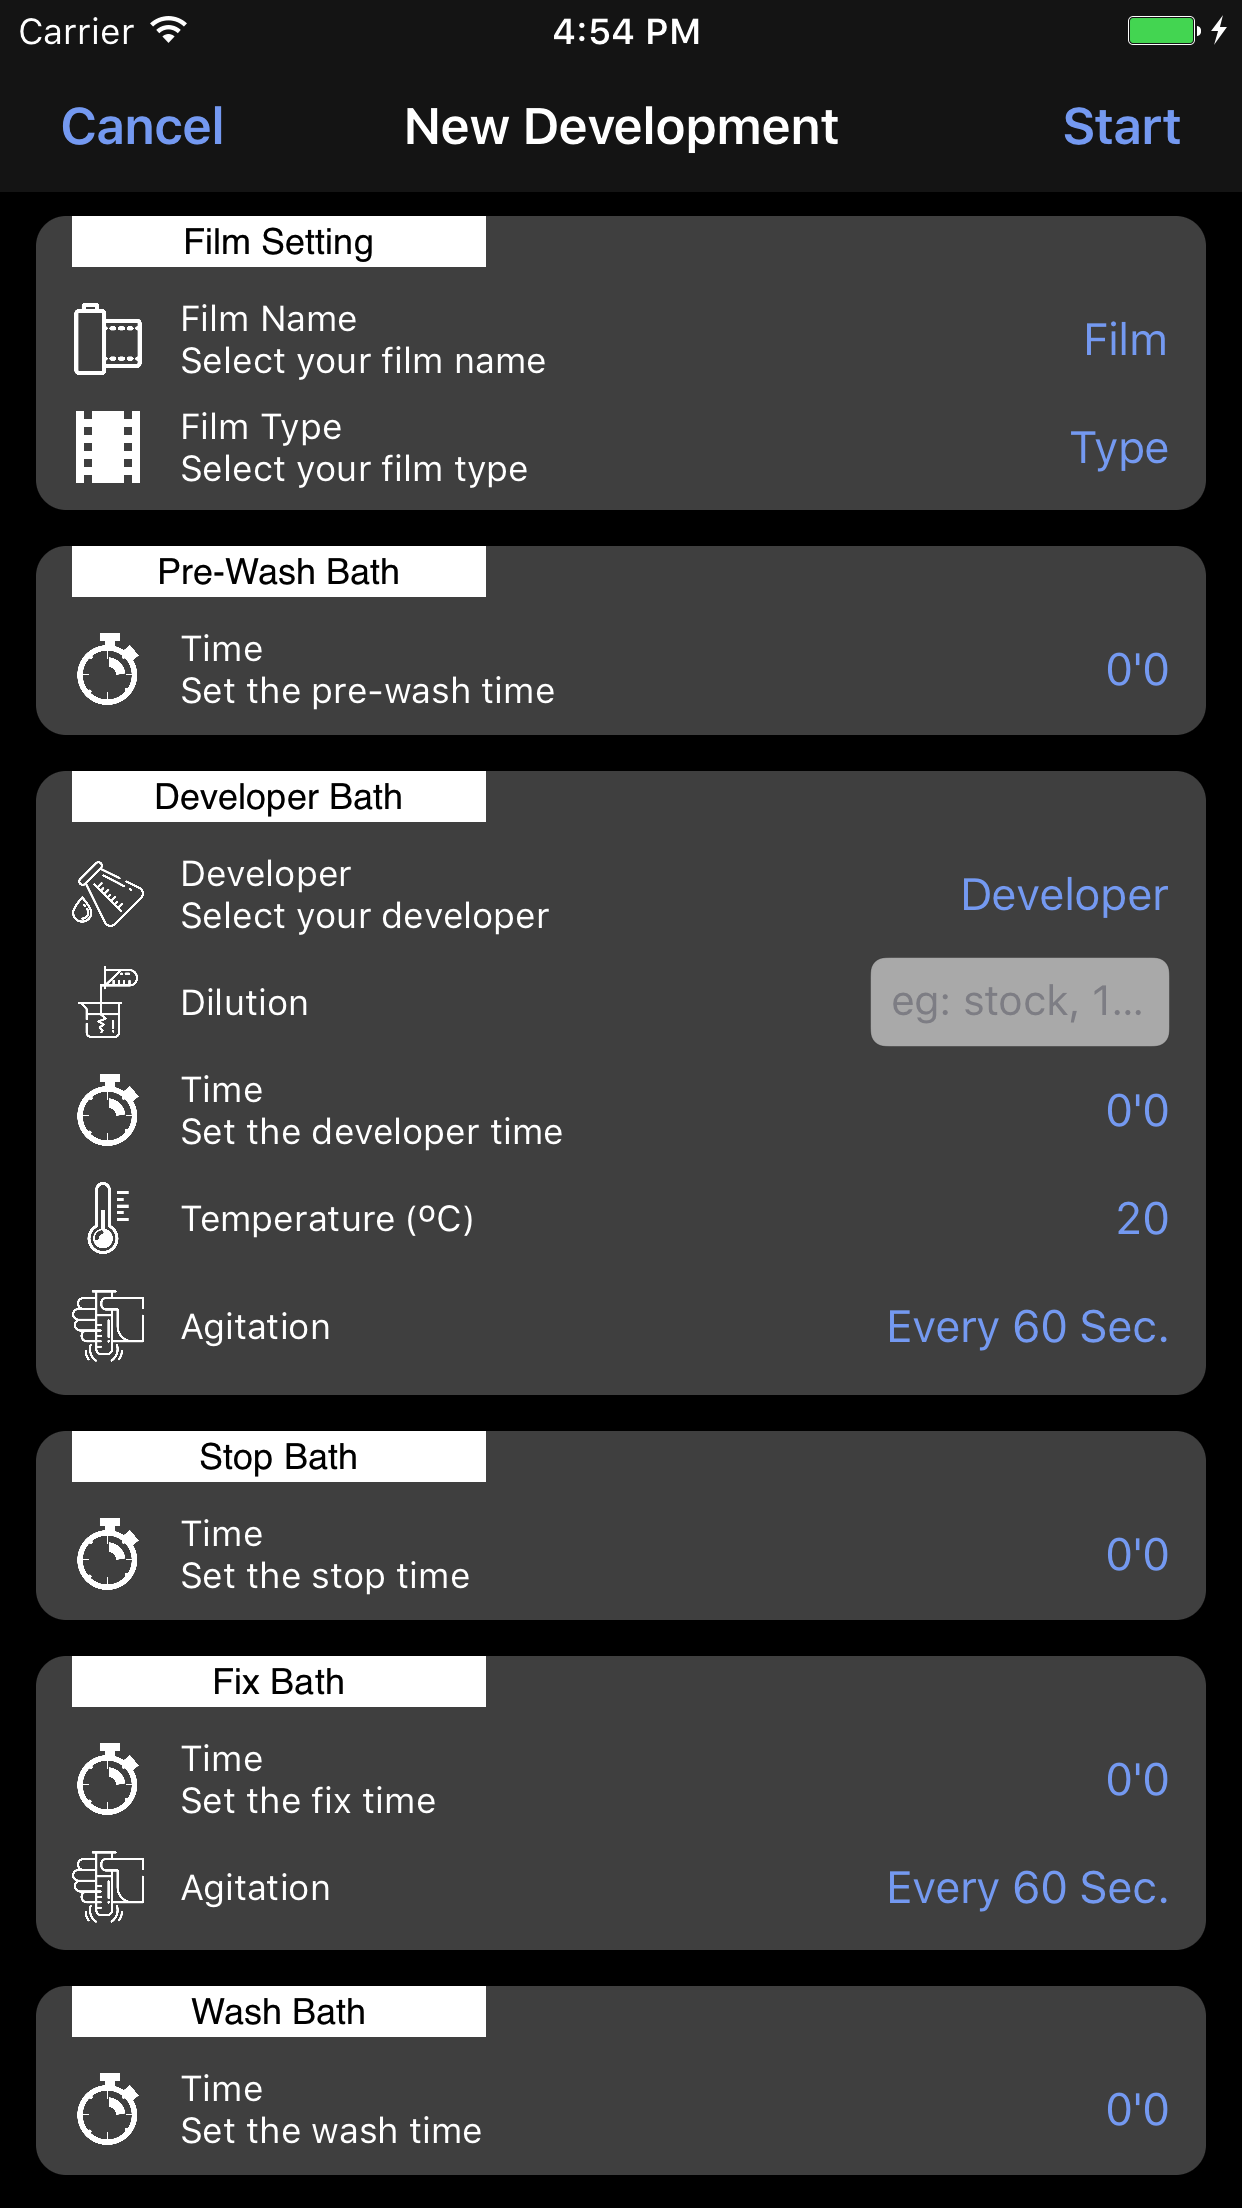 Carrier 4:54 PM
Cancel New Development Start
Film Setting
Film Name
Select your film name
Film
Film Type
Select your film type
Type
Pre-Wash Bath
Time
Set the pre-wash time
0'0
Developer Bath
Developer
Select your developer
Developer
Dilution
eg: stock, 1...
Time
Set the developer time
0'0
Temperature (ºC)
20
Agitation
Every 60 Sec.
Stop Bath
Time
Set the stop time
0'0
Fix Bath
Time
Set the fix time
0'0
Agitation
Every 60 Sec.
Wash Bath
Time
Set the wash time
0'0